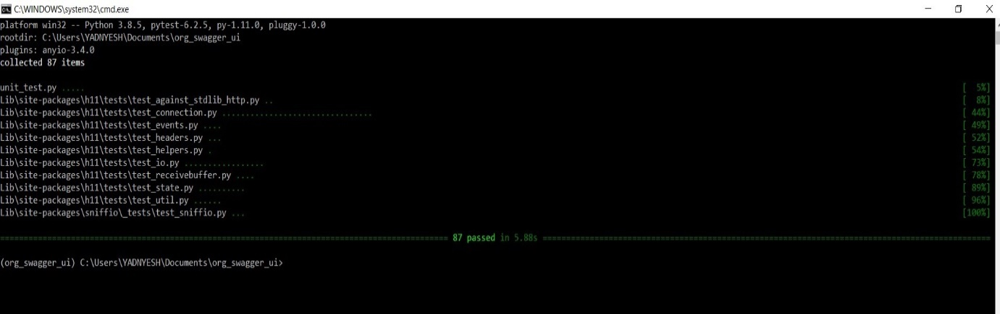 C:\WINDOWS\system32\cmd.exe
platform win32 -- Python 3.8.5, pytest-6.2.5, py-1.11.0, pluggy-1.0.0
rootdir: C:\Users\YADNYESH\Documents\org_swagger_ui
plugins: anyio-3.4.0
collected 87 items
unit_test.py ..... [  5%]
Lib\site-packages\h11\tests\test_against_stdlib_http.py .. [  8%]
Lib\site-packages\h11\tests\test_connection.py ................................ [ 44%]
Lib\site-packages\h11\tests\test_events.py .... [ 49%]
Lib\site-packages\h11\tests\test_headers.py ... [ 52%]
Lib\site-packages\h11\tests\test_helpers.py . [ 54%]
Lib\site-packages\h11\tests\test_io.py ................. [ 73%]
Lib\site-packages\h11\tests\test_receivebuffer.py .... [ 78%]
Lib\site-packages\h11\tests\test_state.py .......... [ 89%]
Lib\site-packages\h11\tests\test_util.py ...... [ 96%]
Lib\site-packages\sniffio\_tests\test_sniffio.py ... [100%]
87 passed in 5.88s
(org_swagger_ui) C:\Users\YADNYESH\Documents\org_swagger_ui>